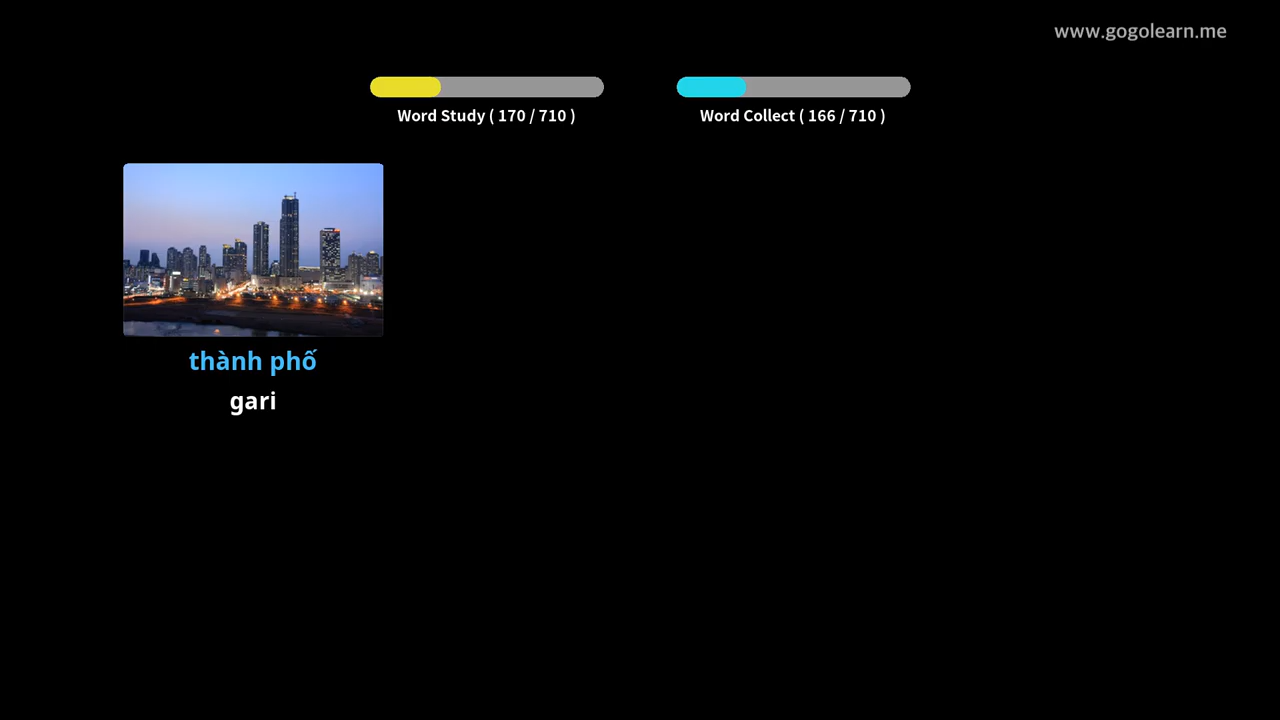 www.gogolearn.me
Word Study ( 170 / 710 )
Word Collect ( 166 / 710 )
thành phố
gari